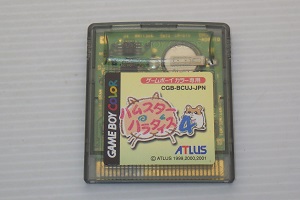 GAME BOY COLOR
ゲームボーイカラー専用
CGB-BCUJ-JPN
ハムスター
パラダイス4
ATLUS
© ATLUS 1999,2000,2001